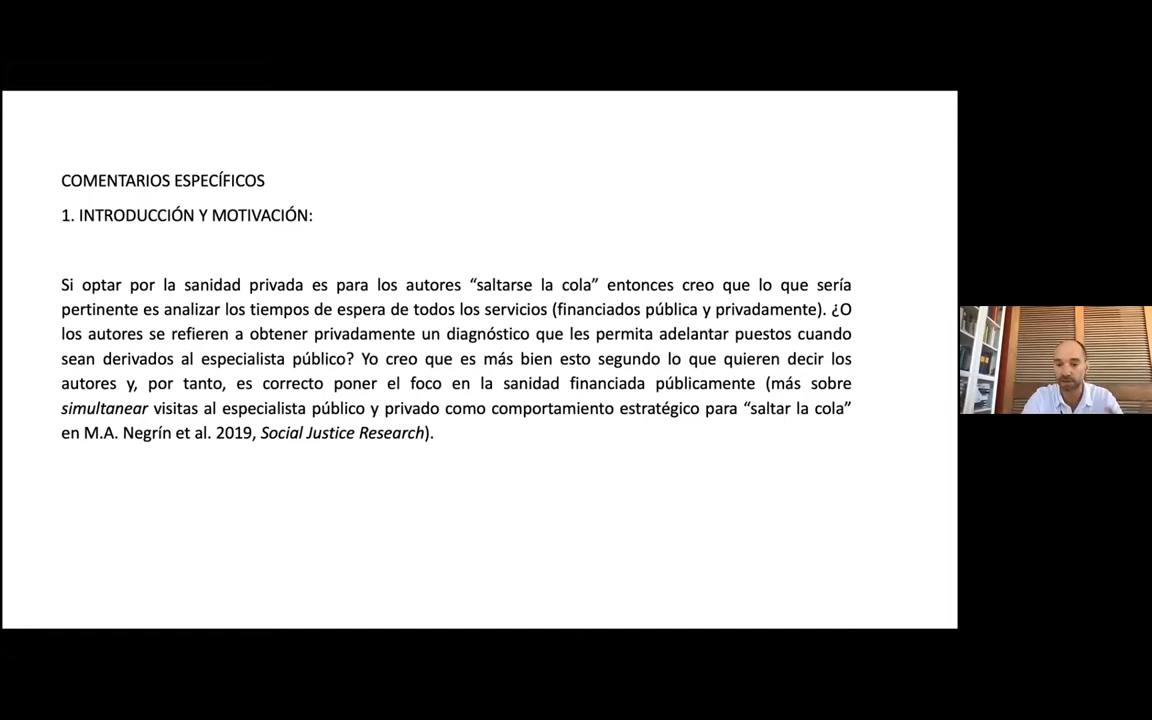 COMENTARIOS ESPECÍFICOS
1. INTRODUCCIÓN Y MOTIVACIÓN:
Si optar por la sanidad privada es para los autores “saltarse la cola” entonces creo que lo que sería
pertinente es analizar los tiempos de espera de todos los servicios (financiados pública y privadamente). ¿O
los autores se refieren a obtener privadamente un diagnóstico que les permita adelantar puestos cuando
sean derivados al especialista público? Yo creo que es más bien esto segundo lo que quieren decir los
autores y, por tanto, es correcto poner el foco en la sanidad financiada públicamente (más sobre
simultanear visitas al especialista público y privado como comportamiento estratégico para “saltar la cola”
en M.A. Negrín et al. 2019, Social Justice Research).